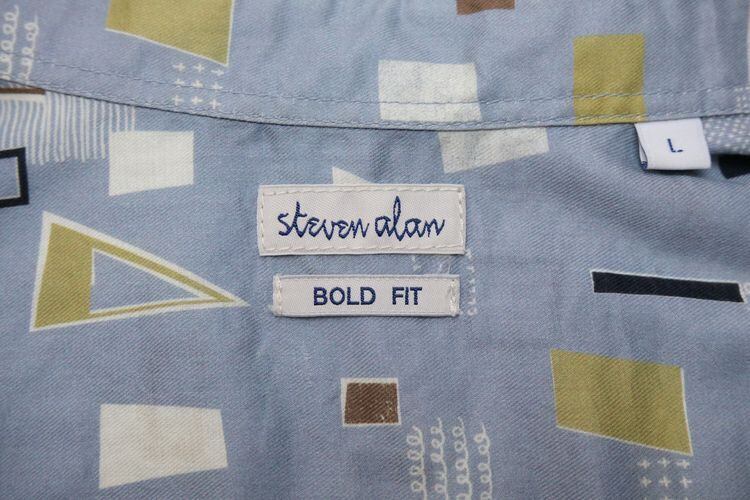 L
steven alan
BOLD FIT